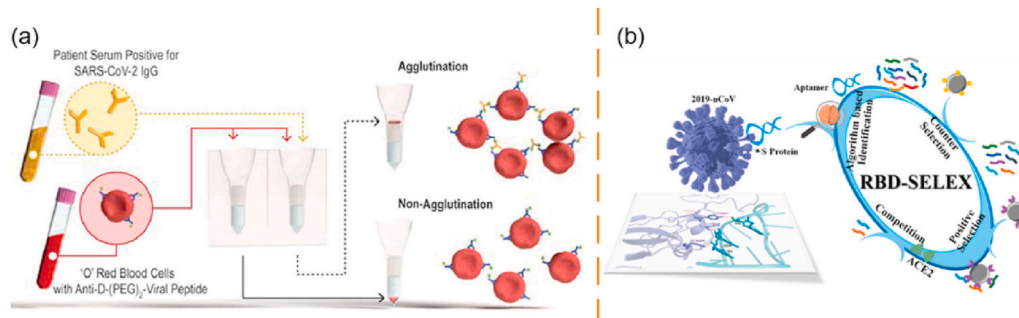 (a)
Patient Serum Positive for
SARS-CoV-2 IgG
Agglutination
Non-Agglutination
'O' Red Blood Cells
with Anti-D-(PEG)₂-Viral Peptide
(b)
Aptamer
2019-nCoV
S Protein
Algorithm based
Identification
Counter
Selection
RBD-SELEX
Competition
Positive
Selection
ACE2